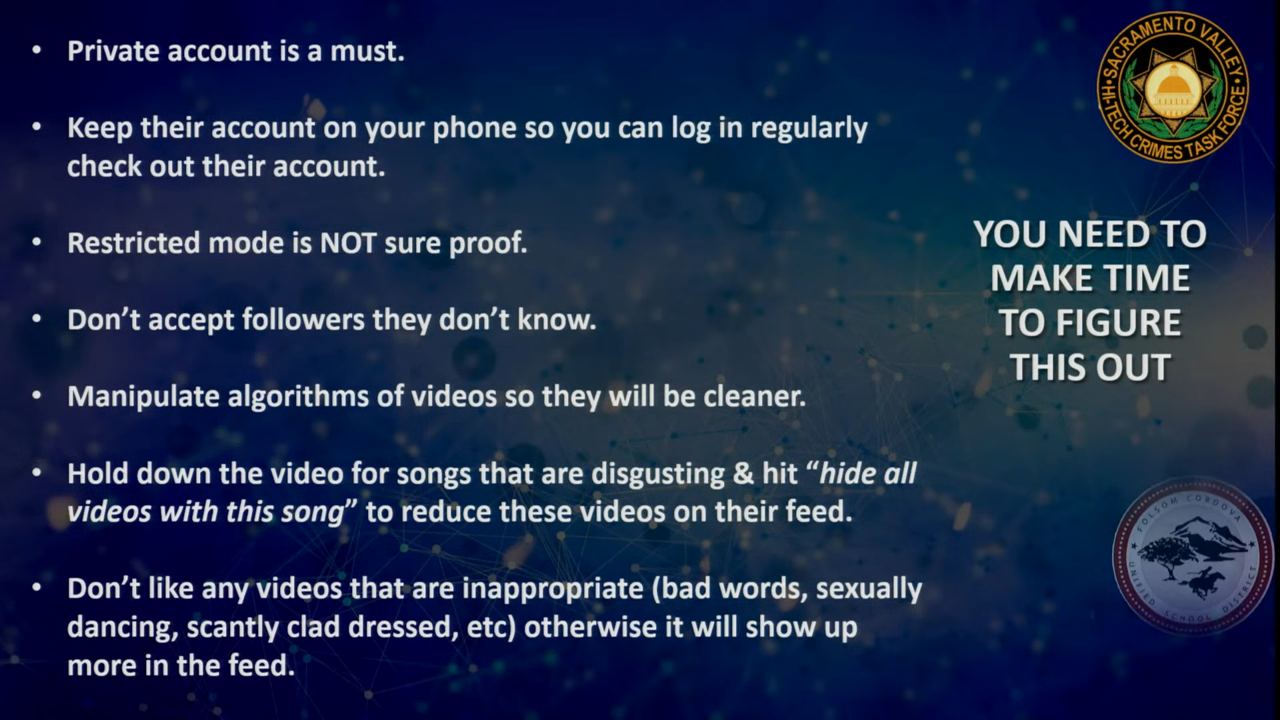 • Private account is a must.
• Keep their account on your phone so you can log in regularly
check out their account.
• Restricted mode is NOT sure proof.
• Don't accept followers they don't know.
• Manipulate algorithms of videos so they will be cleaner.
• Hold down the video for songs that are disgusting & hit “hide all
videos with this song” to reduce these videos on their feed.
• Don't like any videos that are inappropriate (bad words, sexually
dancing, scantly clad dressed, etc) otherwise it will show up
more in the feed.
SACRAMENTO VALLEY
HI-TECH CRIMES TASK FORCE
YOU NEED TO
MAKE TIME
TO FIGURE
THIS OUT
FOLSOM CORDOVA
UNIFIED SCHOOL DISTRICT